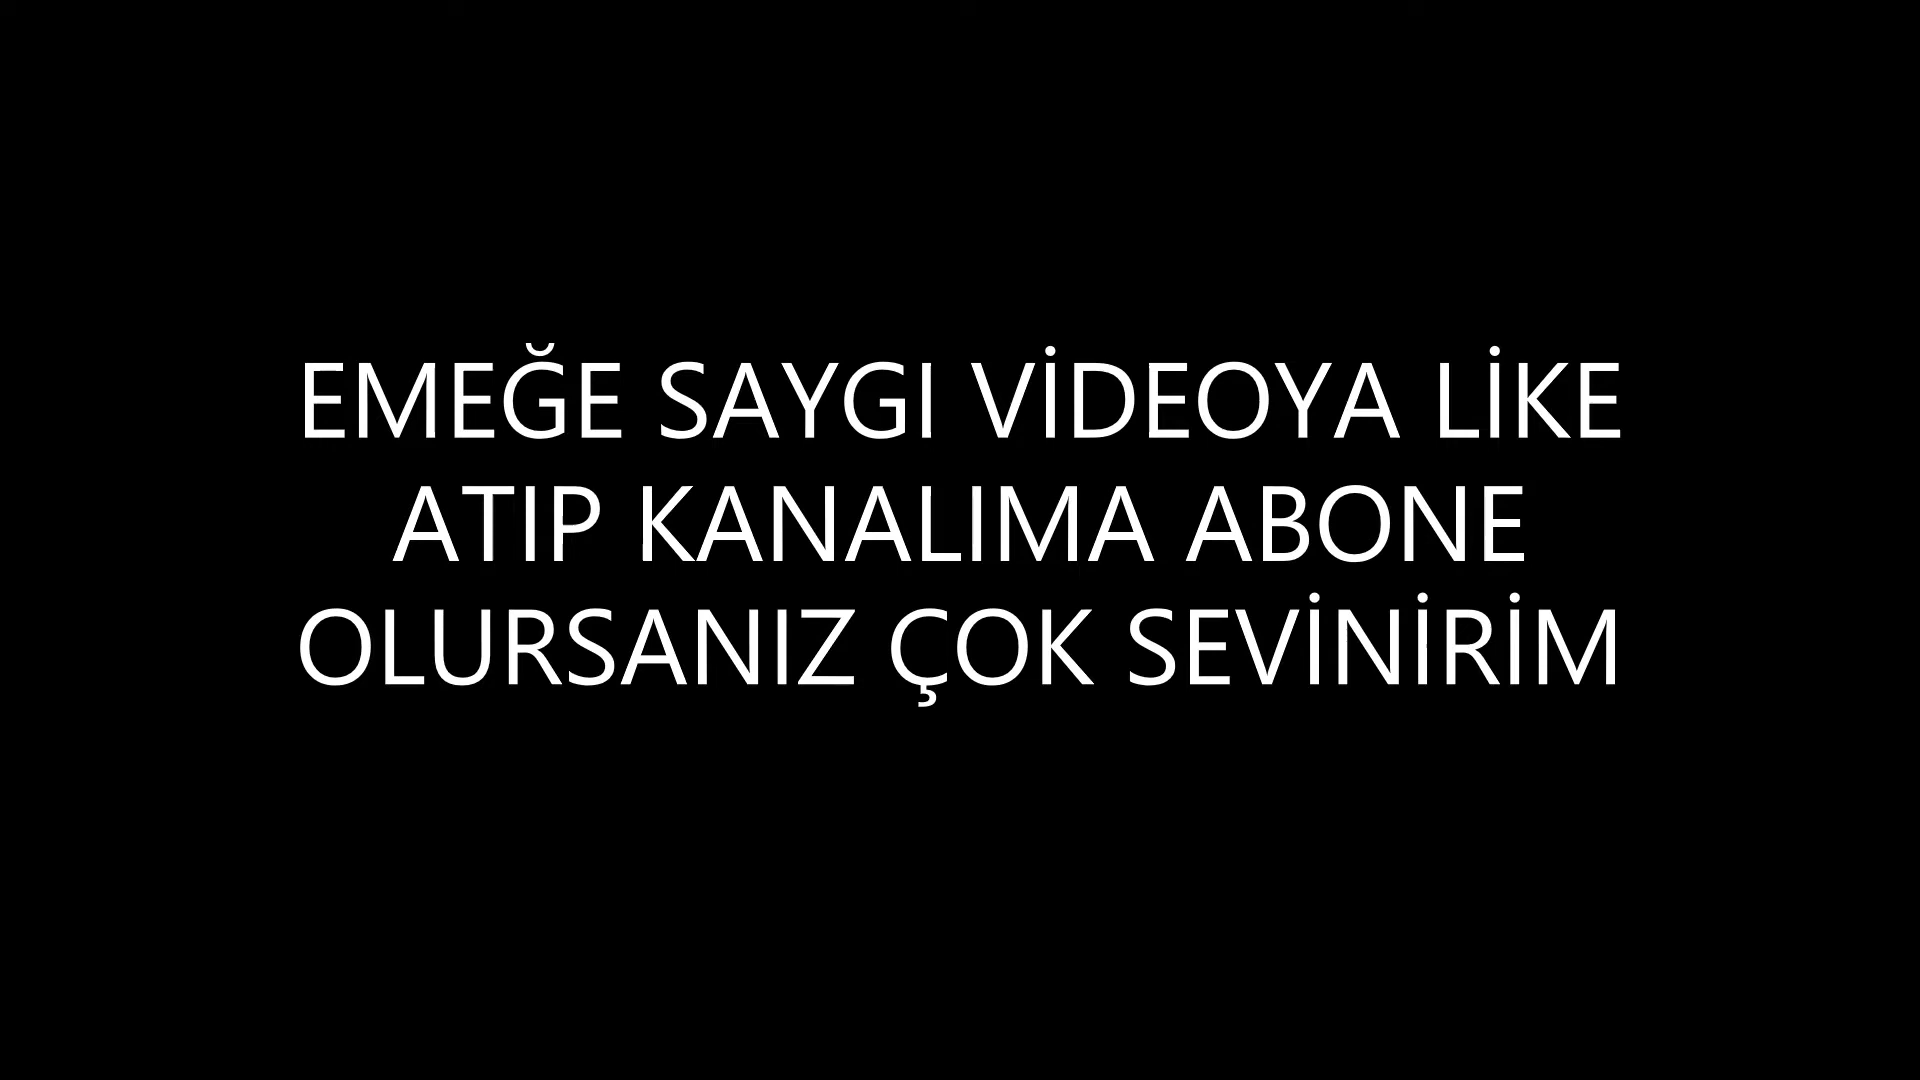 EMEĞE SAYGI VİDEOYA LİKE
ATIP KANALIMA ABONE
OLURSANIZ ÇOK SEVİNİRİM